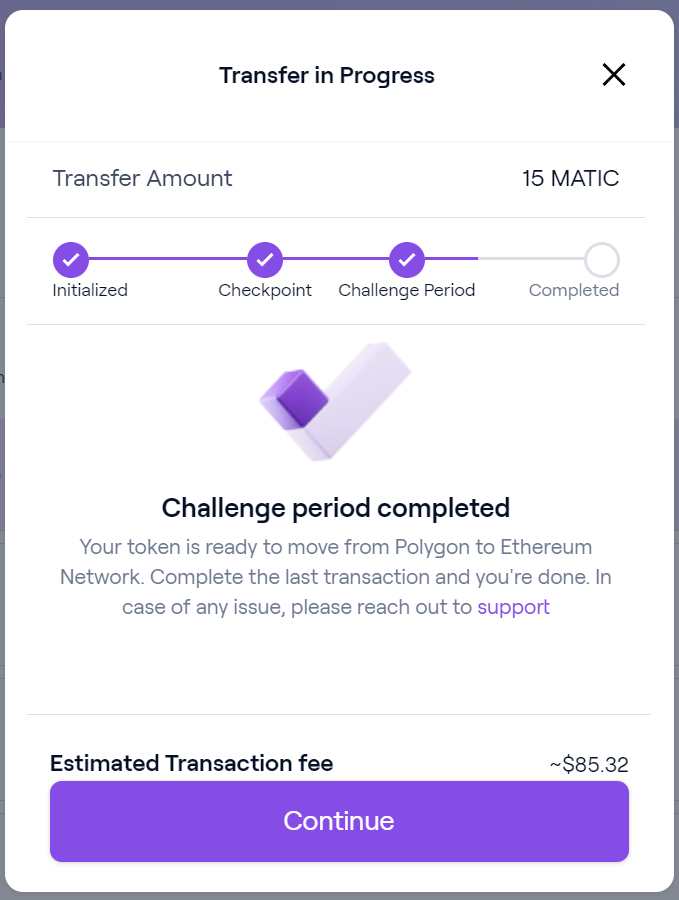 Transfer in Progress
Transfer Amount 15 MATIC
Initialized Checkpoint Challenge Period Completed
Challenge period completed
Your token is ready to move from Polygon to Ethereum
Network. Complete the last transaction and you're done. In
case of any issue, please reach out to support
Estimated Transaction fee ~$85.32
Continue